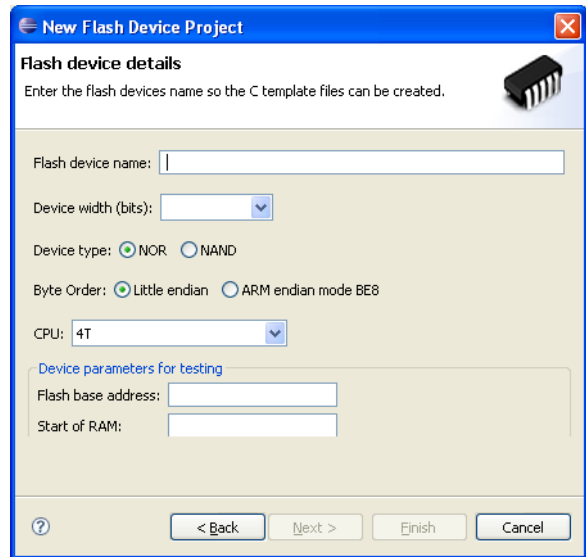 New Flash Device Project
Flash device details
Enter the flash devices name so the C template files can be created.
Flash device name:
Device width (bits):
Device type: NOR NAND
Byte Order: Little endian ARM endian mode BE8
CPU: 4T
Device parameters for testing
Flash base address:
Start of RAM:
? < Back Next > Finish Cancel